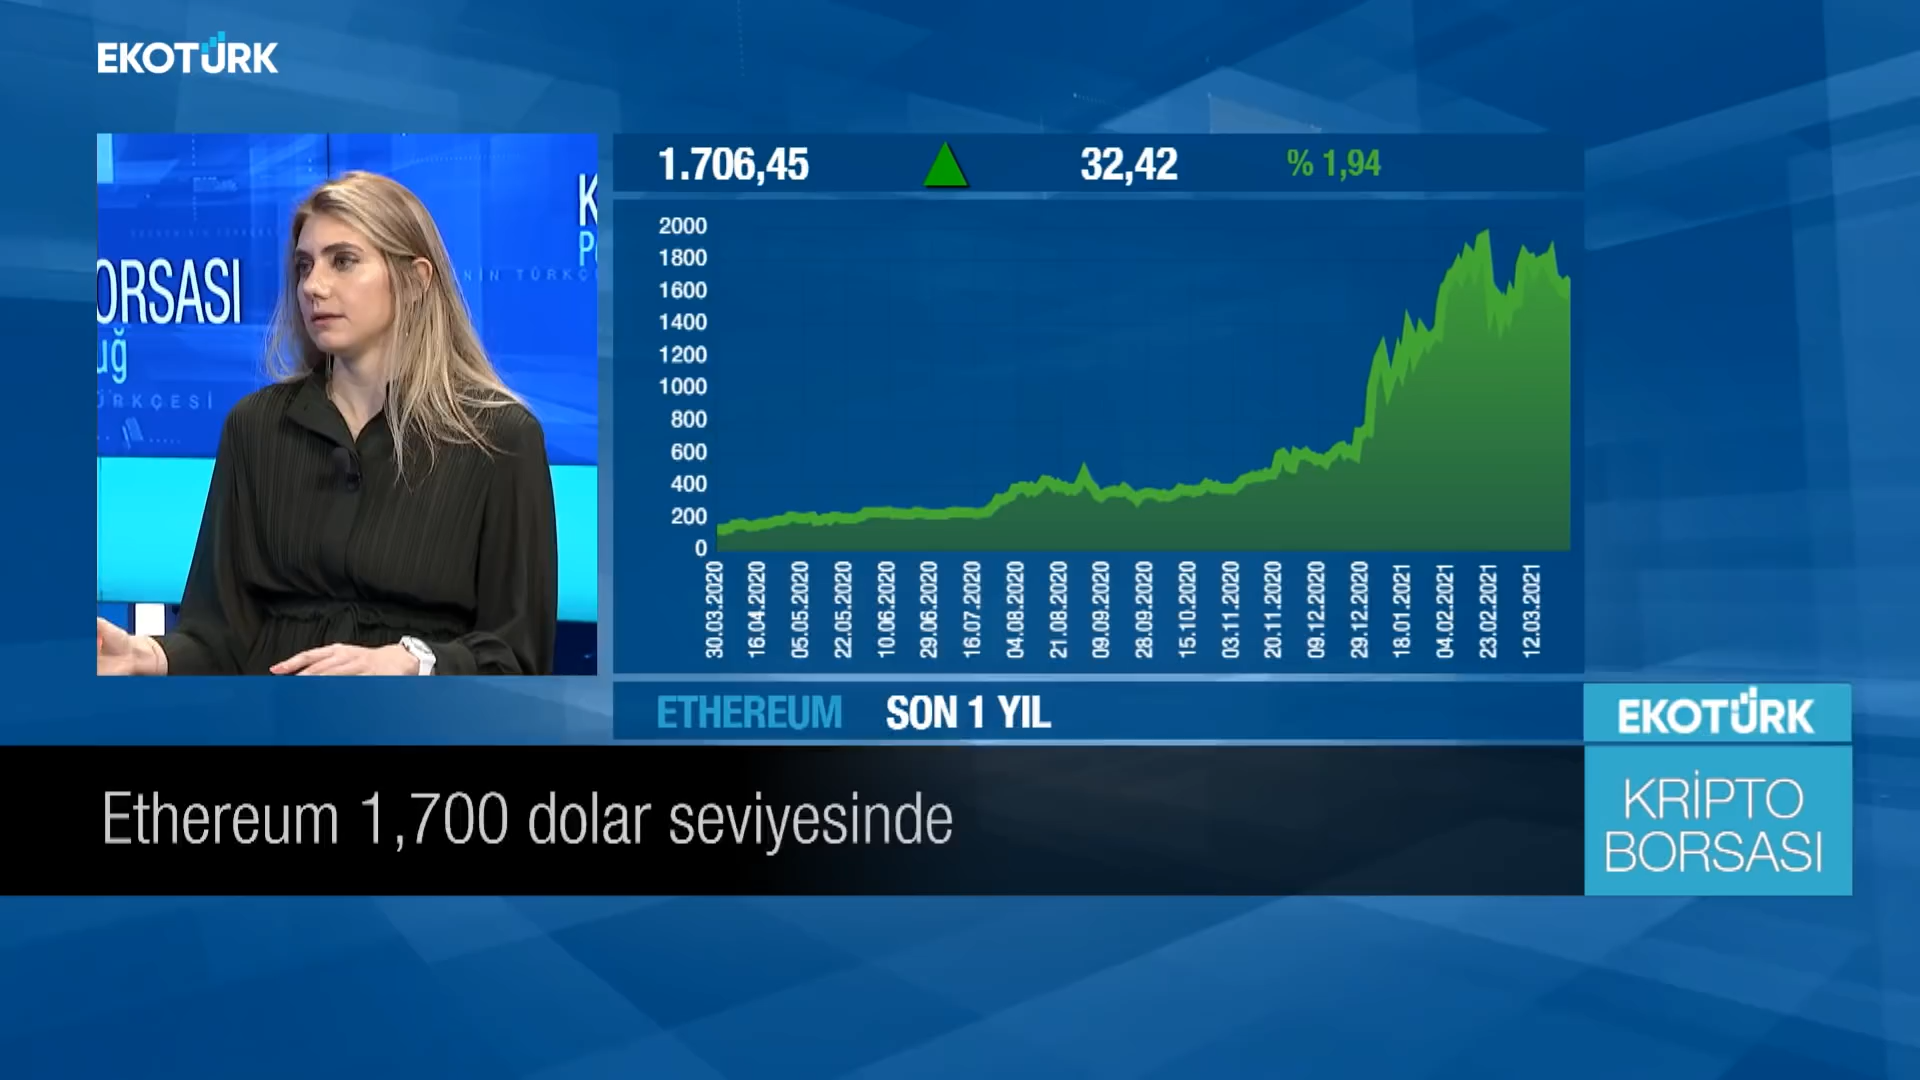 EKOTÜRK
ORSASI
uğ
ÜRKÇESİ
K
NİN TÜRKÇ
1.706,45 32,42 % 1,94
2000
1800
1600
1400
1200
1000
800
600
400
200
0
30.03.2020
16.04.2020
05.05.2020
22.05.2020
10.06.2020
29.06.2020
16.07.2020
04.08.2020
21.08.2020
09.09.2020
28.09.2020
15.10.2020
03.11.2020
20.11.2020
09.12.2020
29.12.2020
18.01.2021
04.02.2021
23.02.2021
12.03.2021
ETHEREUM SON 1 YIL
EKOTÜRK
Ethereum 1,700 dolar seviyesinde
KRİPTO
BORSASI